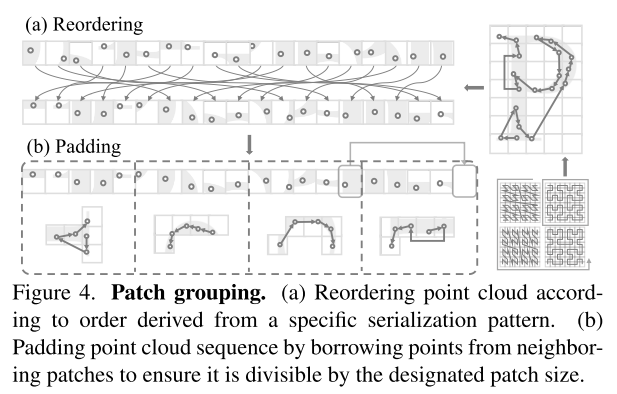 (a) Reordering
(b) Padding
Figure 4. Patch grouping. (a) Reordering point cloud accord-
ing to order derived from a specific serialization pattern. (b)
Padding point cloud sequence by borrowing points from neighbor-
ing patches to ensure it is divisible by the designated patch size.